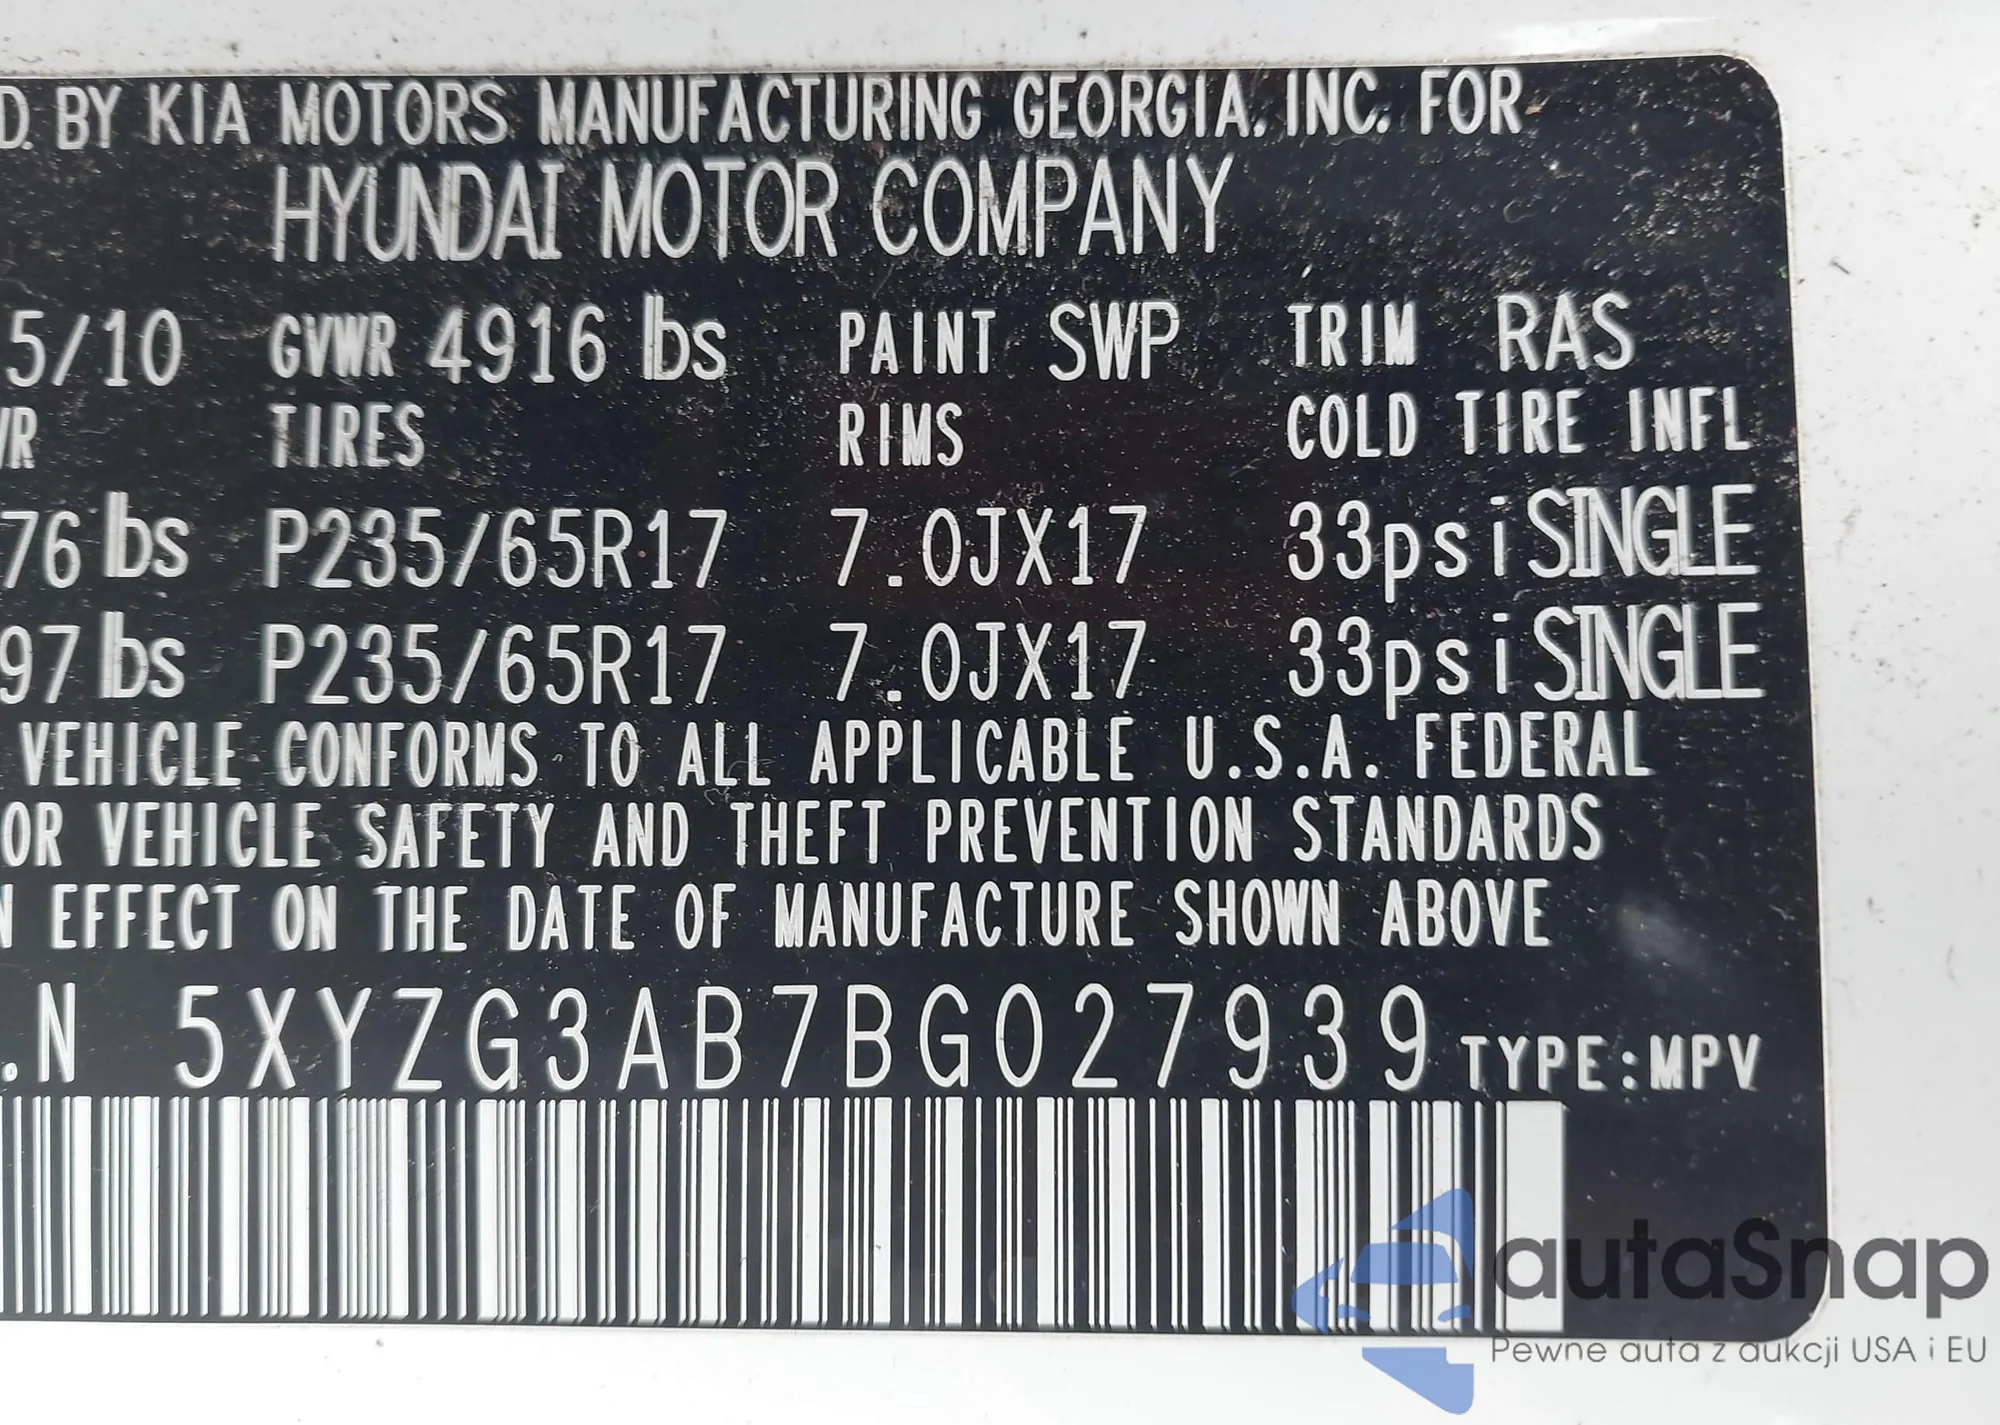 D. BY KIA MOTORS MANUFACTURING GEORGIA, INC. FOR
HYUNDAI MOTOR COMPANY
5/10 GVWR 4916 lbs PAINT SWP TRIM RAS
VR TIRES RIMS COLD TIRE INFL
76 lbs P235/65R17 7.0JX17 33psi SINGLE
97 lbs P235/65R17 7.0JX17 33psi SINGLE
VEHICLE CONFORMS TO ALL APPLICABLE U.S.A. FEDERAL
OR VEHICLE SAFETY AND THEFT PREVENTION STANDARDS
N EFFECT ON THE DATE OF MANUFACTURE SHOWN ABOVE
.N 5XYZG3AB7BG027939 TYPE:MPV
autaSnap
Pewne auta z aukcji USA i EU